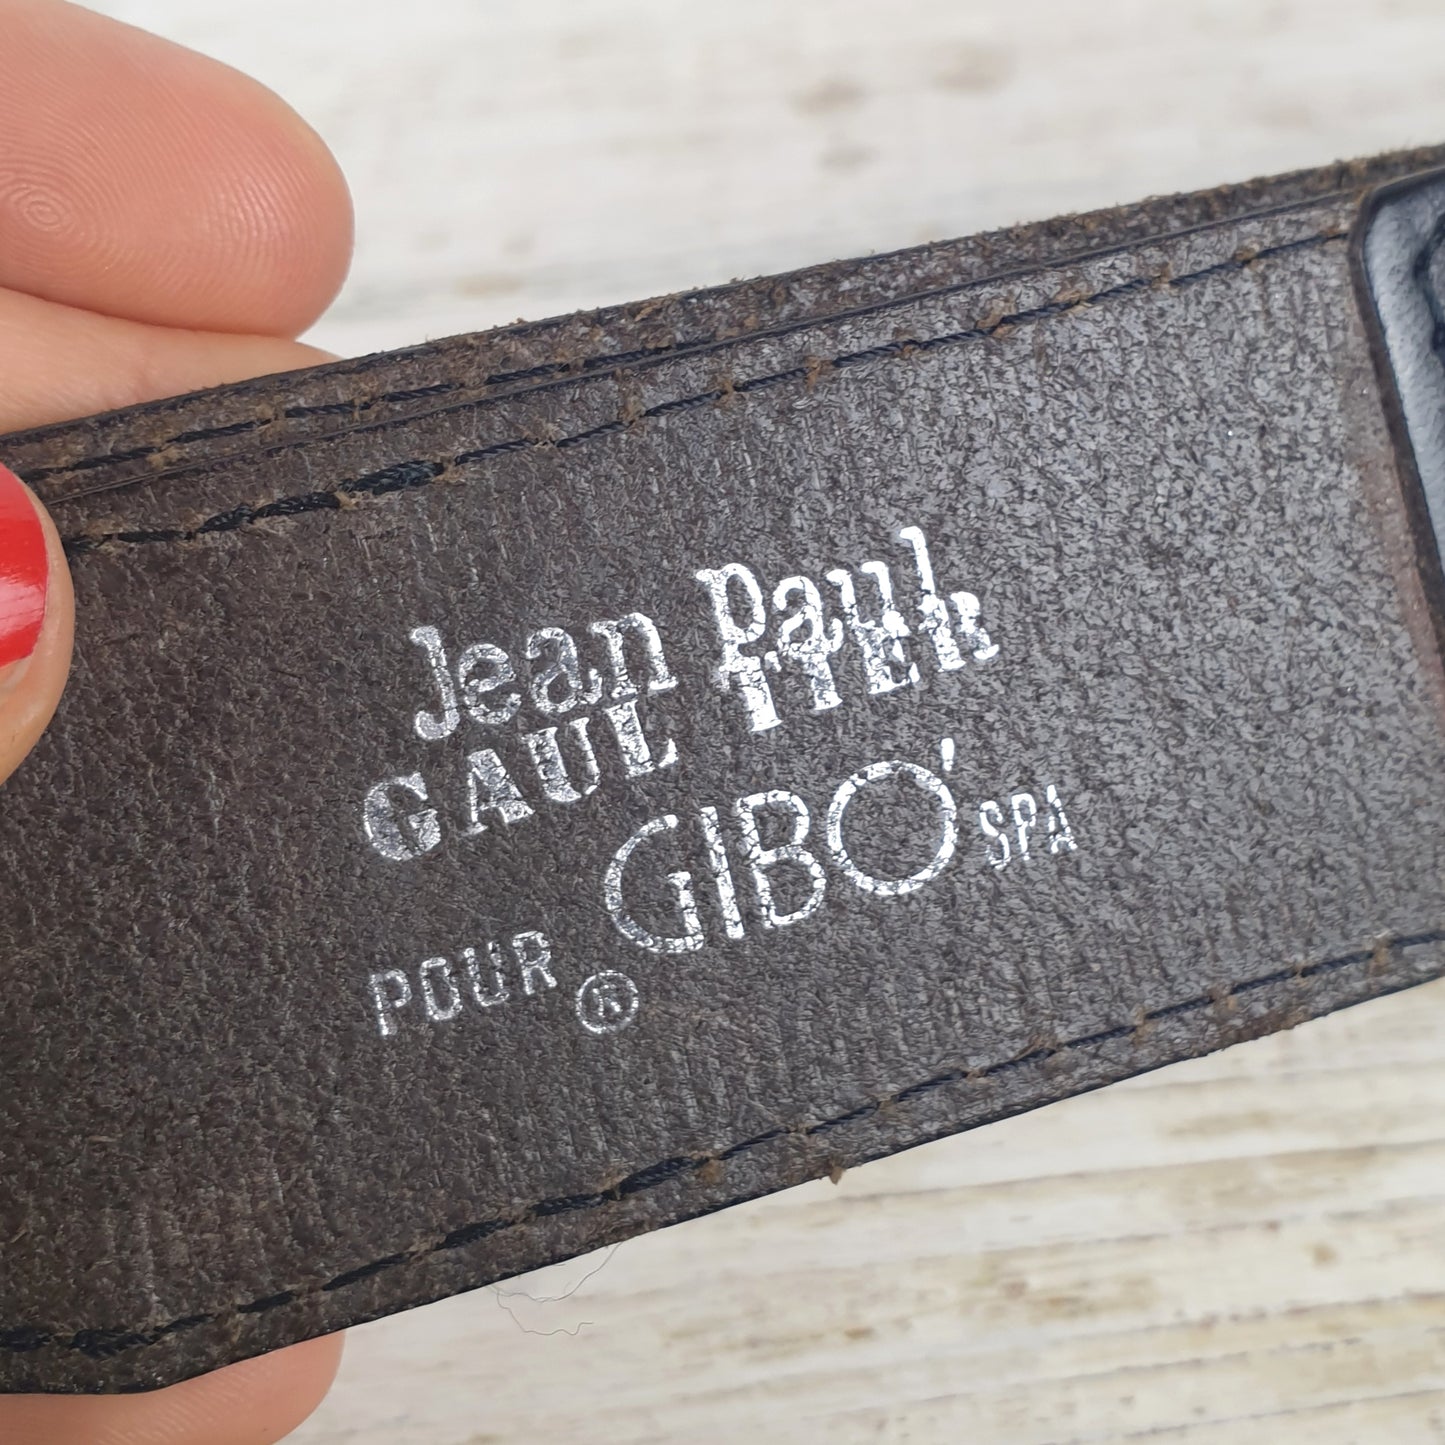 Jean Paul
GAULTIER
POUR GIBO' SPA
®